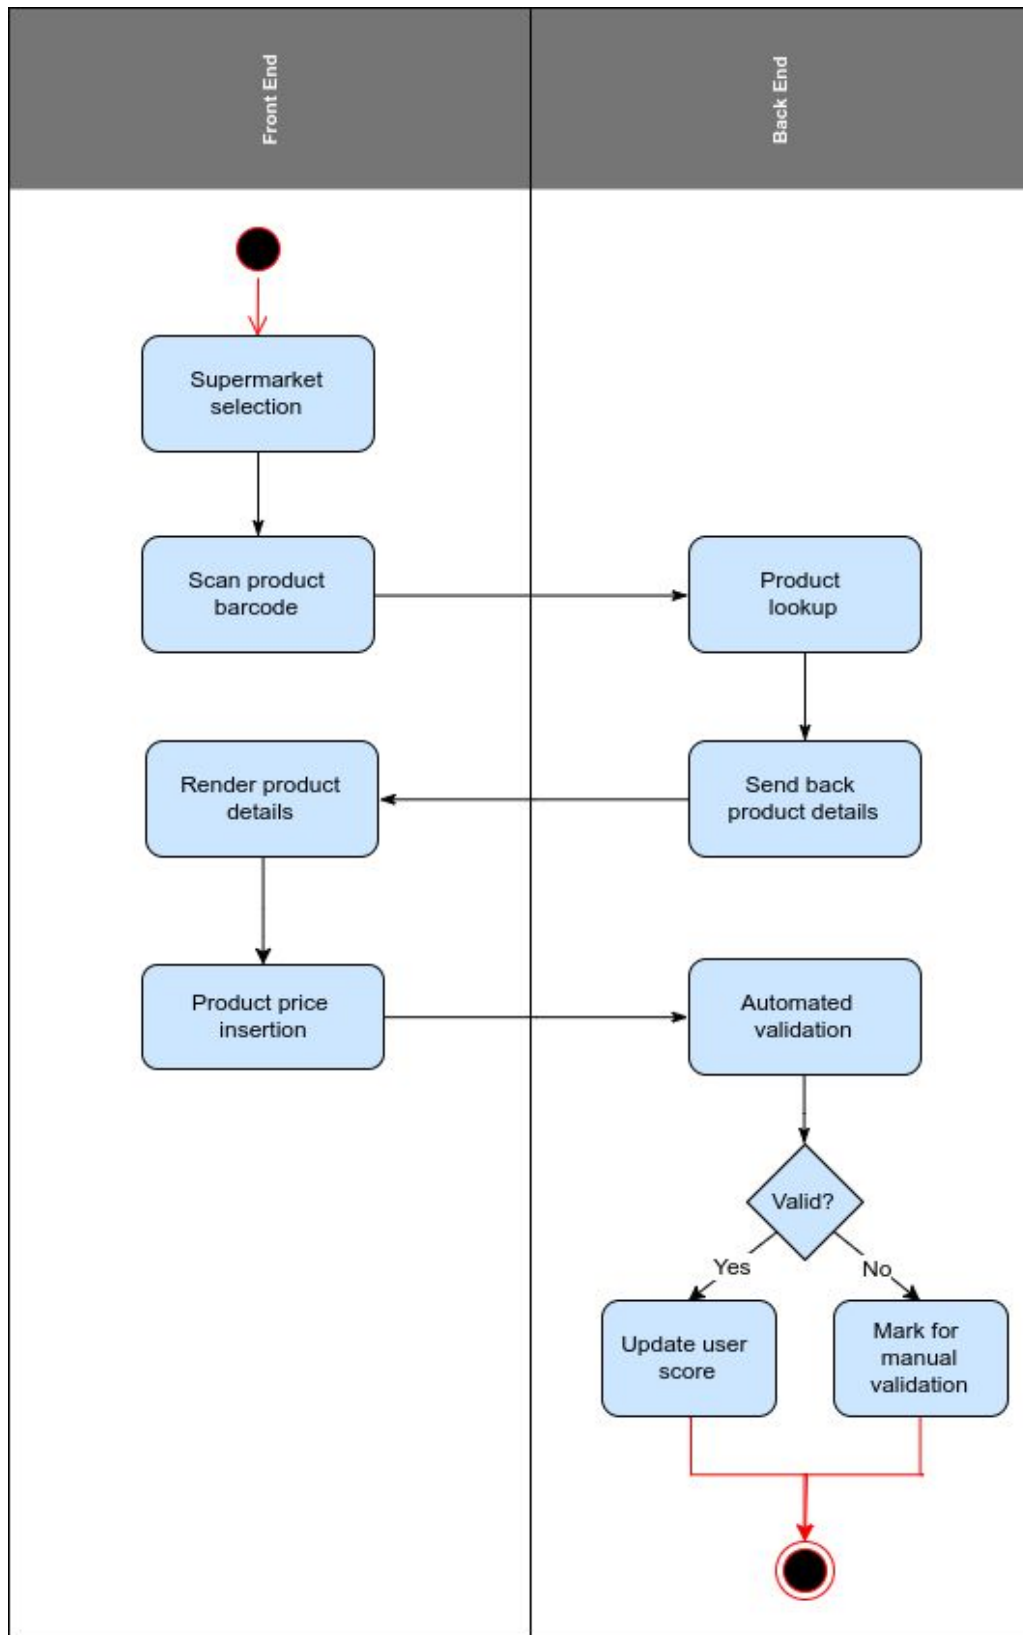 Front End
Back End
Supermarket
selection
Scan product
barcode
Product
lookup
Render product
details
Send back
product details
Product price
insertion
Automated
validation
Valid?
Yes
No
Update user
score
Mark for
manual
validation